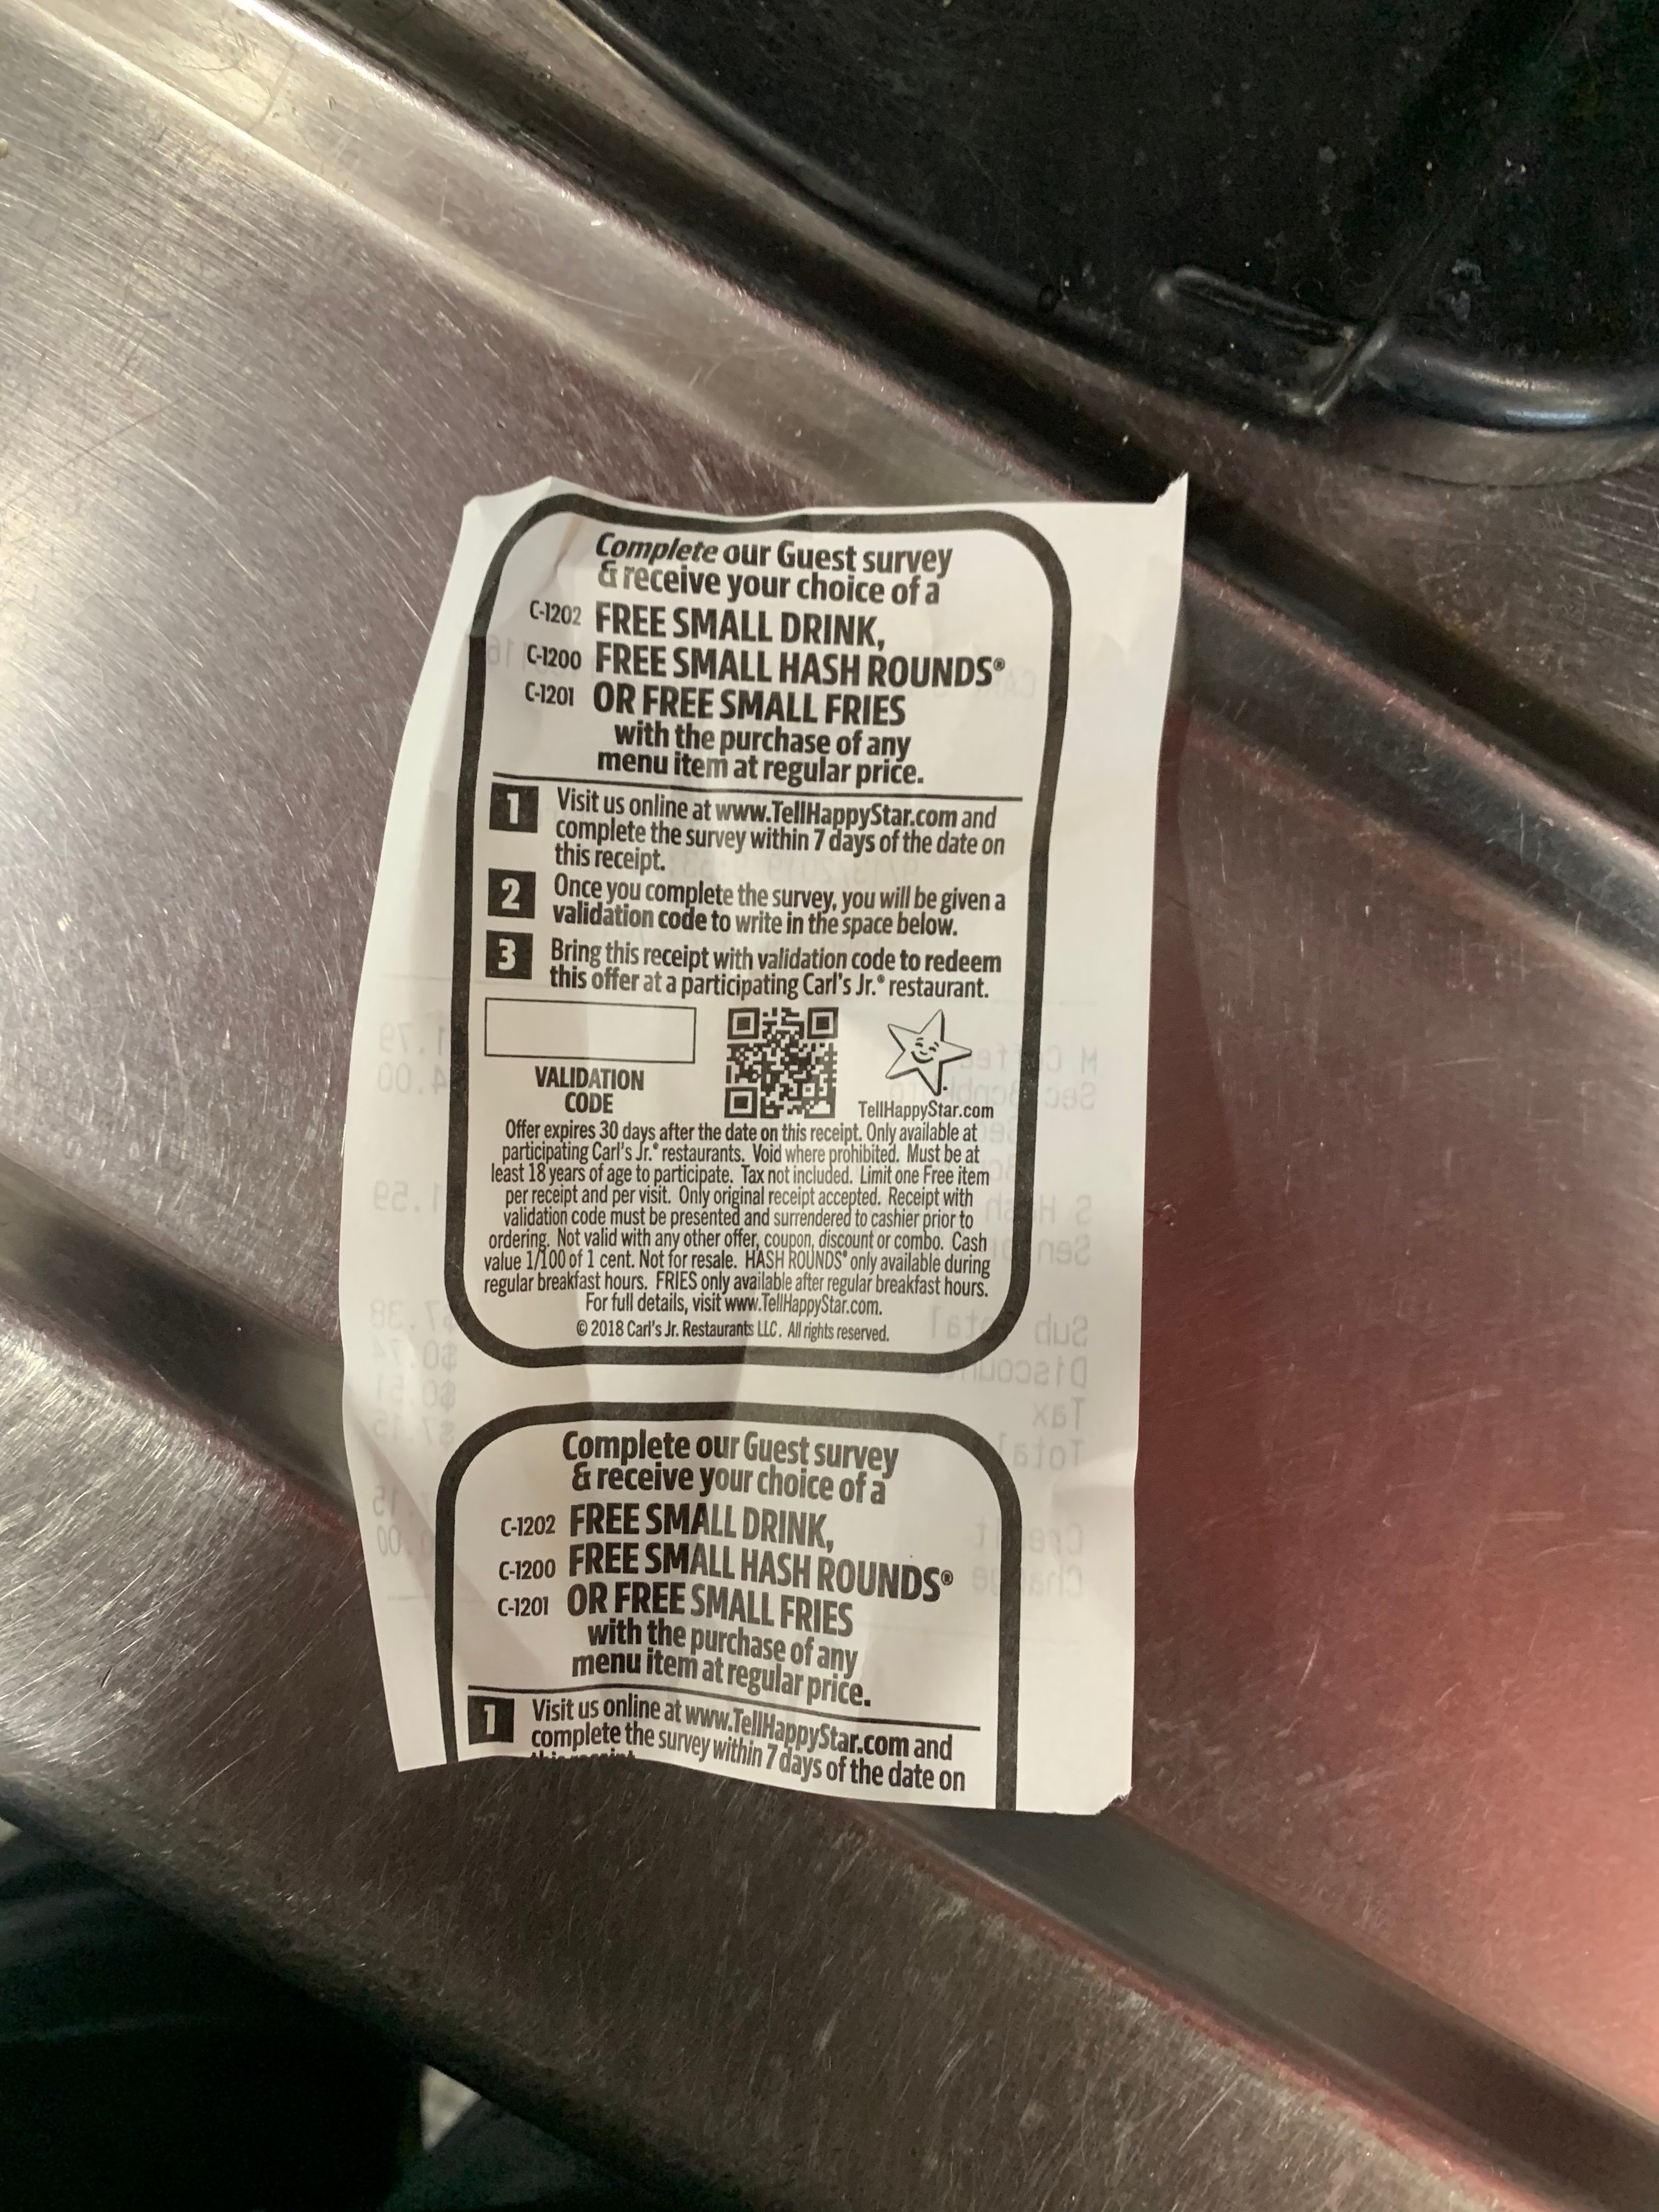 Complete our Guest survey
& receive your choice of a
C-1202 FREE SMALL DRINK,
C-1200 FREE SMALL HASH ROUNDS®
C-1201 OR FREE SMALL FRIES
with the purchase of any
menu item at regular price.
1 Visit us online at www.TellHappyStar.com and
complete the survey within 7 days of the date on
this receipt.
2 Once you complete the survey, you will be given a
validation code to write in the space below.
3 Bring this receipt with validation code to redeem
this offer at a participating Carl's Jr.® restaurant.
VALIDATION
CODE
TellHappyStar.com
Offer expires 30 days after the date on this receipt. Only available at
participating Carl's Jr.® restaurants. Void where prohibited. Must be at
least 18 years of age to participate. Tax not included. Limit one Free item
per receipt and per visit. Only original receipt accepted. Receipt with
validation code must be presented and surrendered to cashier prior to
ordering. Not valid with any other offer, coupon, discount or combo. Cash
value 1/100 of 1 cent. Not for resale. HASH ROUNDS® only available during
regular breakfast hours. FRIES only available after regular breakfast hours.
For full details, visit www.TellHappyStar.com.
© 2018 Carl's Jr. Restaurants LLC. All rights reserved.
Complete our Guest survey
& receive your choice of a
C-1202 FREE SMALL DRINK,
C-1200 FREE SMALL HASH ROUNDS®
C-1201 OR FREE SMALL FRIES
with the purchase of any
menu item at regular price.
1 Visit us online at www.TellHappyStar.com and
complete the survey within 7 days of the date on
this receipt.